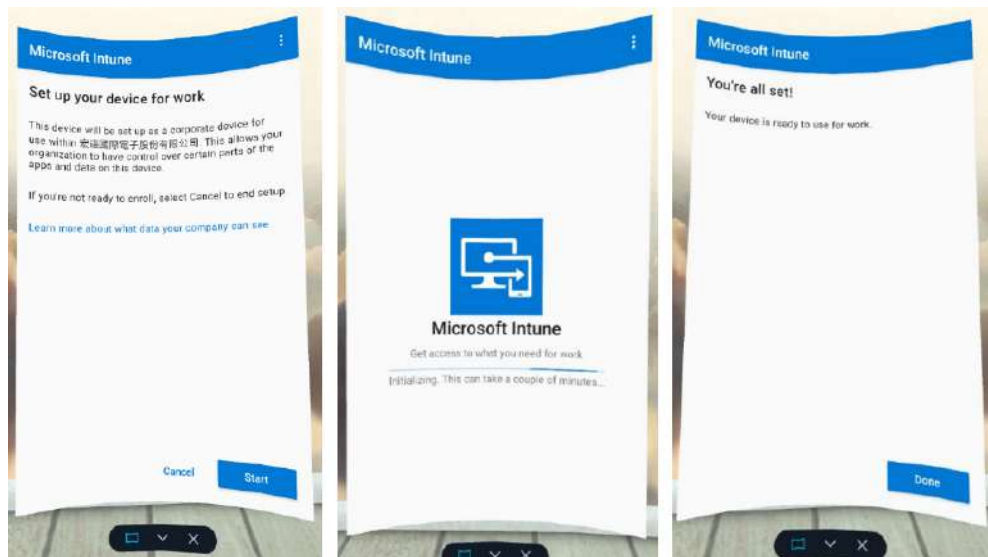 Microsoft Intune
Set up your device for work
This device will be set up as a corporate device for
use within 宏達國際電子股份有限公司. This allows your
organization to have control over certain parts of the
apps and data on this device.
If you're not ready to enroll, select Cancel to end setup
Learn more about what data your company can see
Cancel
Start
Microsoft Intune
Microsoft Intune
Get access to what you need for work
Initializing. This can take a couple of minutes...
Microsoft Intune
You're all set!
Your device is ready to use for work.
Done